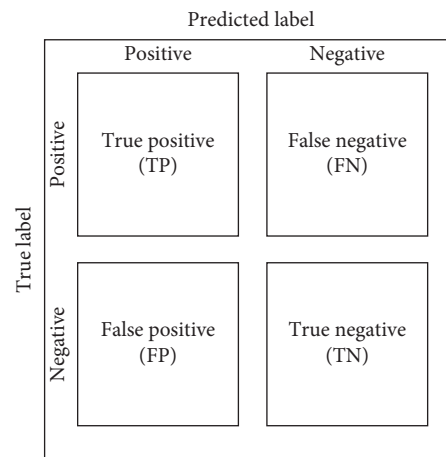 Predicted label
Positive
Negative
True label
Positive
True positive
(TP)
False negative
(FN)
Negative
False positive
(FP)
True negative
(TN)